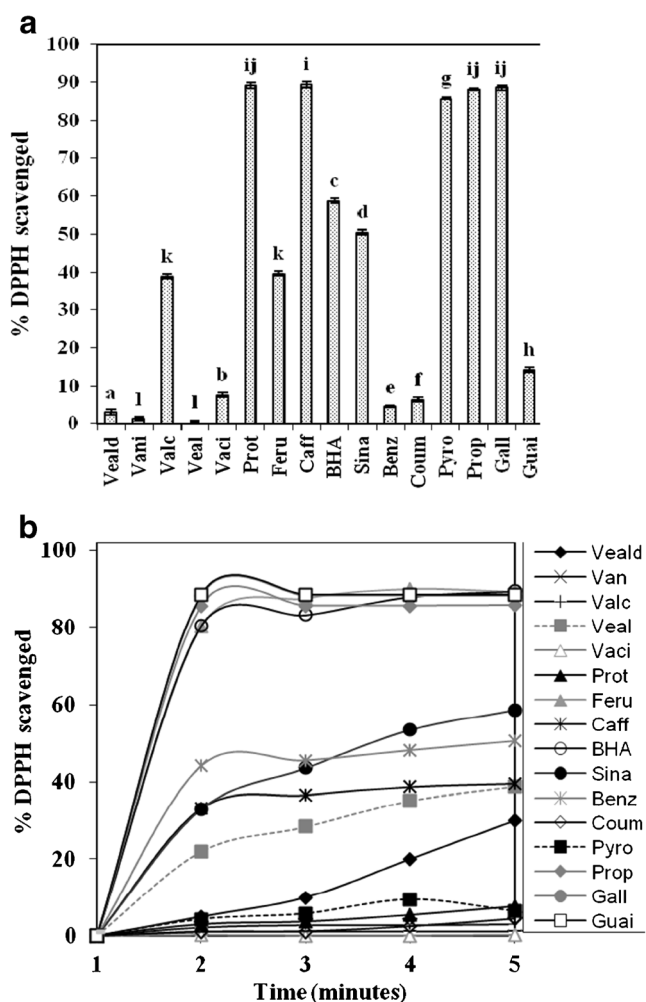 a
100
90
80
70
60
50
40
30
20
10
0
% DPPH scavenged
a l k l b ij k i c d e f g ij ij h
Veald Vani Valc Veal Vaci Prot Feru Caff BHA Sina Benz Coum Pyro Prop Gall Guai
b
100
80
60
40
20
0
% DPPH scavenged
1 2 3 4 5
Time (minutes)
Veald
Van
Valc
Veal
Vaci
Prot
Feru
Caff
BHA
Sina
Benz
Coum
Pyro
Prop
Gall
Guai